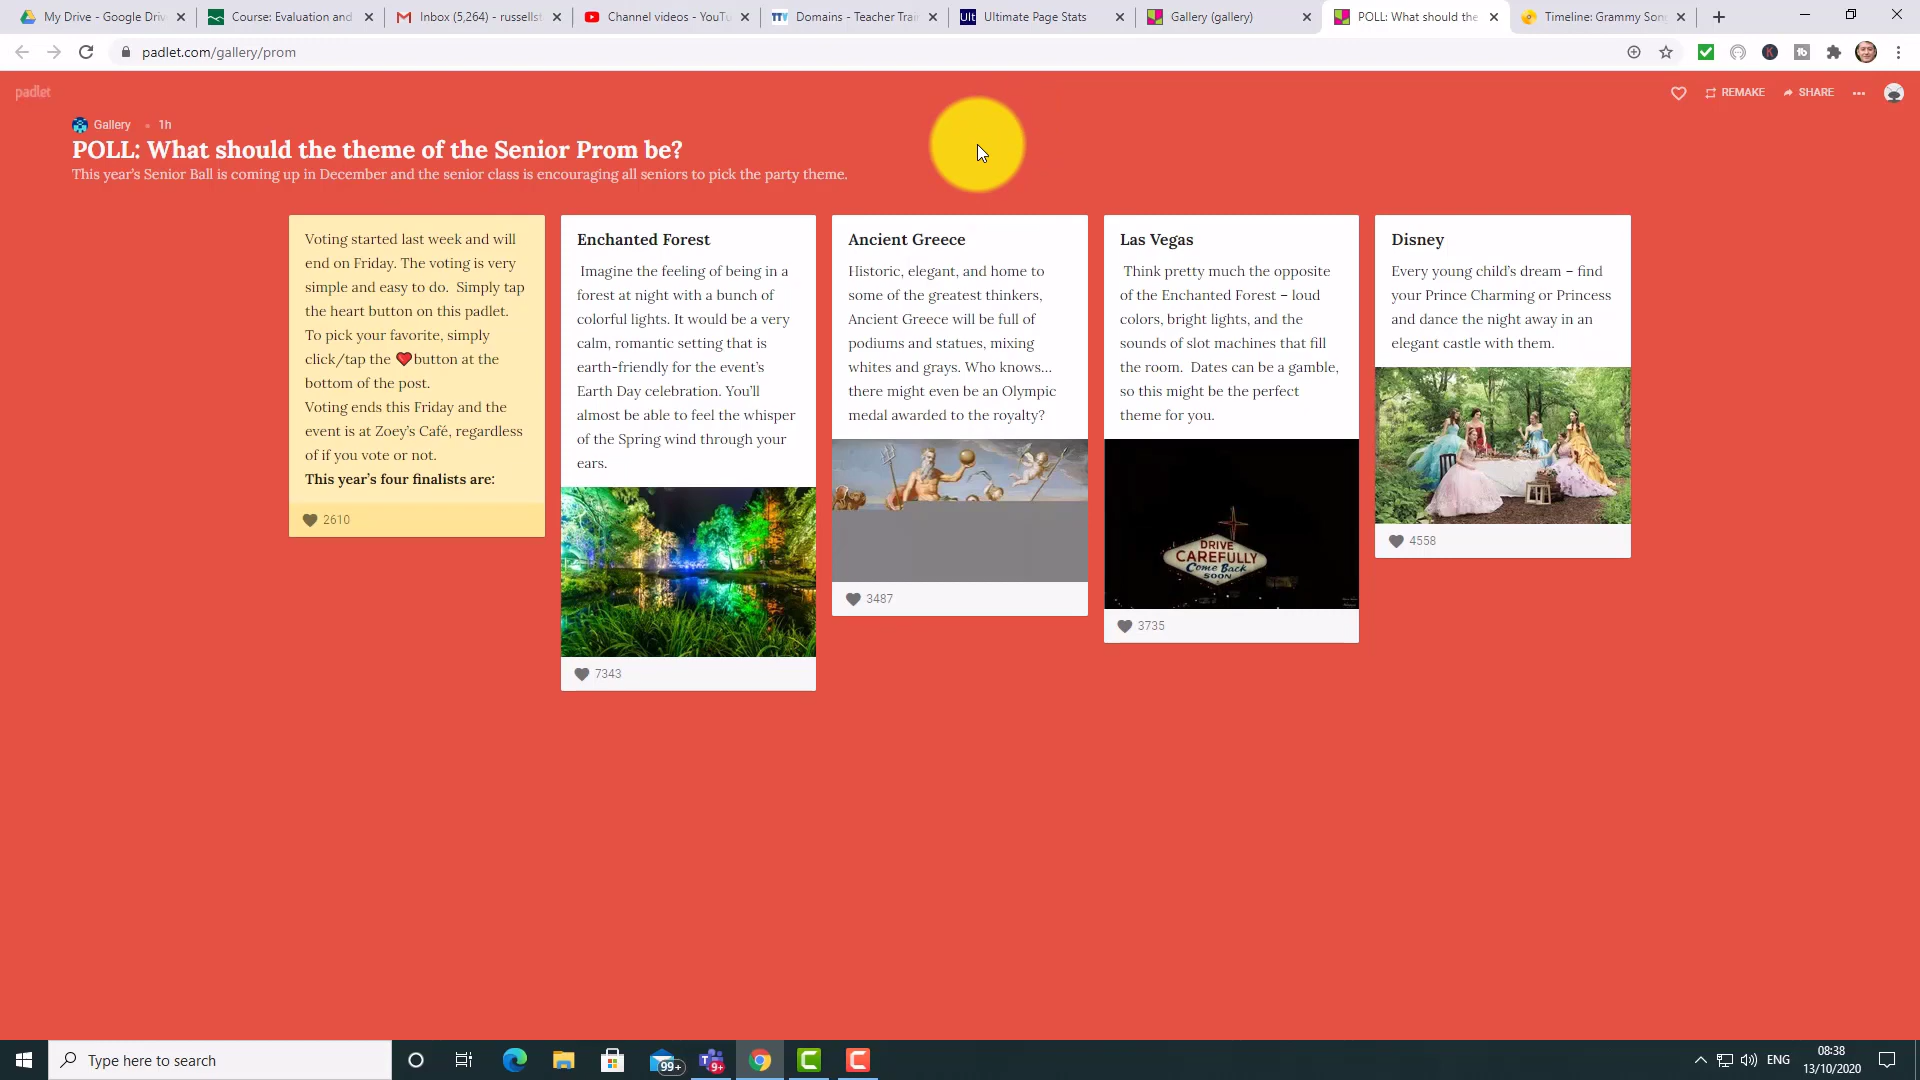 My Drive - Google Driv
Course: Evaluation and
Inbox (5,264) - russellst
Channel videos - YouTu
Domains - Teacher Train
Ult Ultimate Page Stats
Gallery (gallery)
POLL: What should the
Timeline: Grammy Song
padlet.com/gallery/prom
padlet
REMAKE
SHARE
Gallery 1h
POLL: What should the theme of the Senior Prom be?
This year's Senior Ball is coming up in December and the senior class is encouraging all seniors to pick the party theme.
Voting started last week and will
end on Friday. The voting is very
simple and easy to do. Simply tap
the heart button on this padlet.
To pick your favorite, simply
click/tap the ❤ button at the
bottom of the post.
Voting ends this Friday and the
event is at Zoey's Café, regardless
of if you vote or not.
This year's four finalists are:
2610
Enchanted Forest
Imagine the feeling of being in a
forest at night with a bunch of
colorful lights. It would be a very
calm, romantic setting that is
earth-friendly for the event's
Earth Day celebration. You'll
almost be able to feel the whisper
of the Spring wind through your
ears.
7343
Ancient Greece
Historic, elegant, and home to
some of the greatest thinkers,
Ancient Greece will be full of
podiums and statues, mixing
whites and grays. Who knows...
there might even be an Olympic
medal awarded to the royalty?
3487
Las Vegas
Think pretty much the opposite
of the Enchanted Forest – loud
colors, bright lights, and the
sounds of slot machines that fill
the room. Dates can be a gamble,
so this might be the perfect
theme for you.
DRIVE
CAREFULLY
Come Back
SOON
3735
Disney
Every young child's dream – find
your Prince Charming or Princess
and dance the night away in an
elegant castle with them.
4558
Type here to search
99+
9+
ENG
08:38
13/10/2020